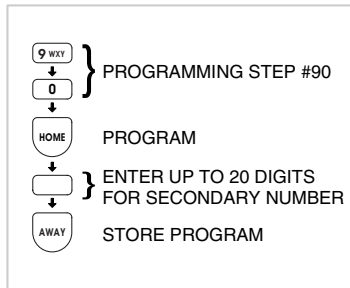 9 WXY
PROGRAMMING STEP #90
0
HOME
PROGRAM
ENTER UP TO 20 DIGITS
FOR SECONDARY NUMBER
AWAY
STORE PROGRAM